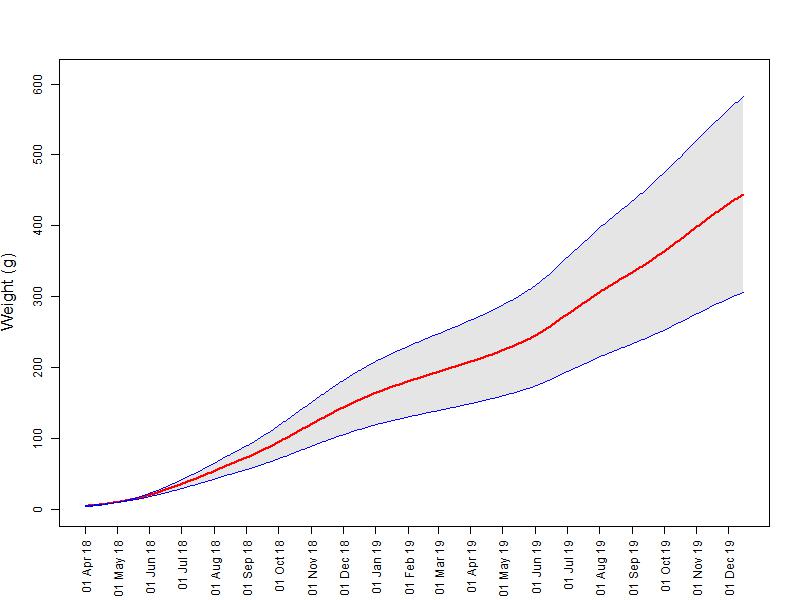 Weight (g)
600
500
400
300
200
100
0
01 Apr 18
01 May 18
01 Jun 18
01 Jul 18
01 Aug 18
01 Sep 18
01 Oct 18
01 Nov 18
01 Dec 18
01 Jan 19
01 Feb 19
01 Mar 19
01 Apr 19
01 May 19
01 Jun 19
01 Jul 19
01 Aug 19
01 Sep 19
01 Oct 19
01 Nov 19
01 Dec 19